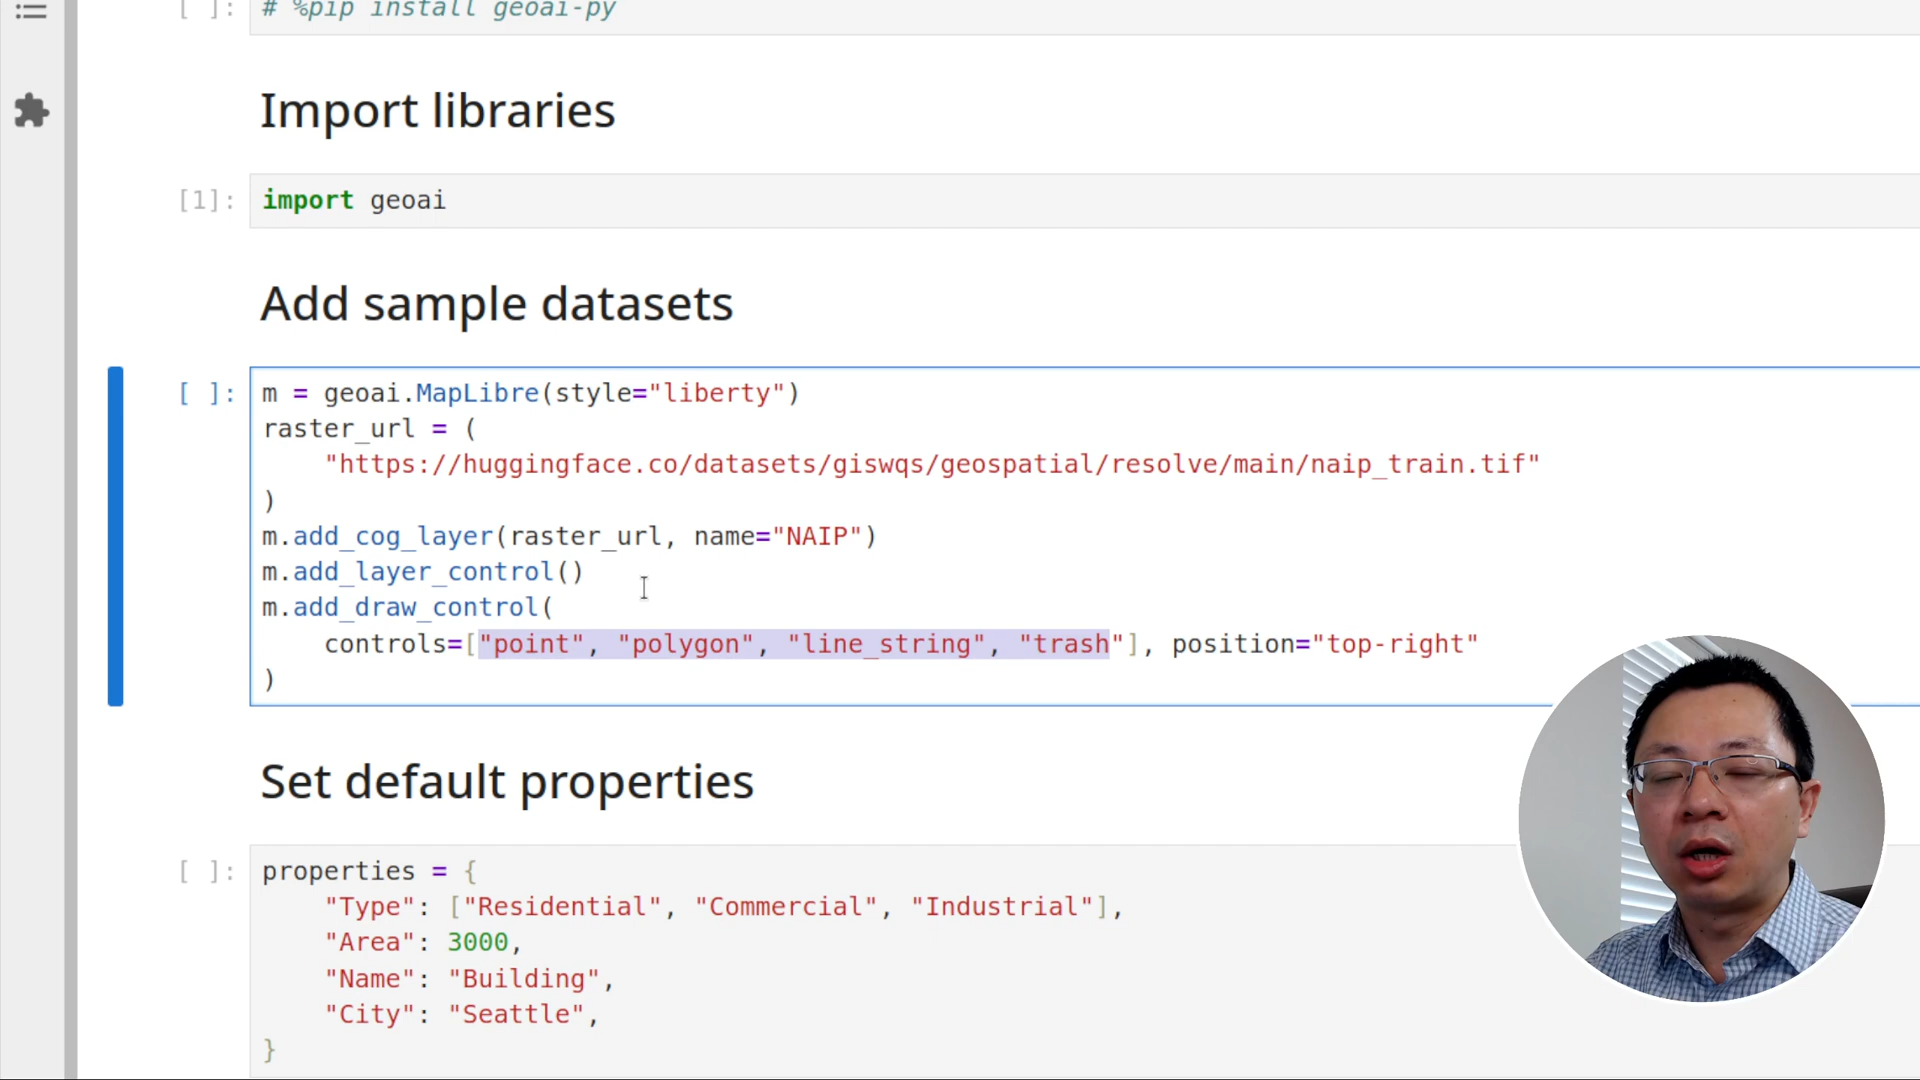 [ ]: # %pip install geoai-py
Import libraries
[1]: import geoai
Add sample datasets
[ ]: m = geoai.MapLibre(style="liberty")
raster_url = (
    "https://huggingface.co/datasets/giswqs/geospatial/resolve/main/naip_train.tif"
)
m.add_cog_layer(raster_url, name="NAIP")
m.add_layer_control()
m.add_draw_control(
    controls=["point", "polygon", "line_string", "trash"], position="top-right"
)
Set default properties
[ ]: properties = {
    "Type": ["Residential", "Commercial", "Industrial"],
    "Area": 3000,
    "Name": "Building",
    "City": "Seattle",
}